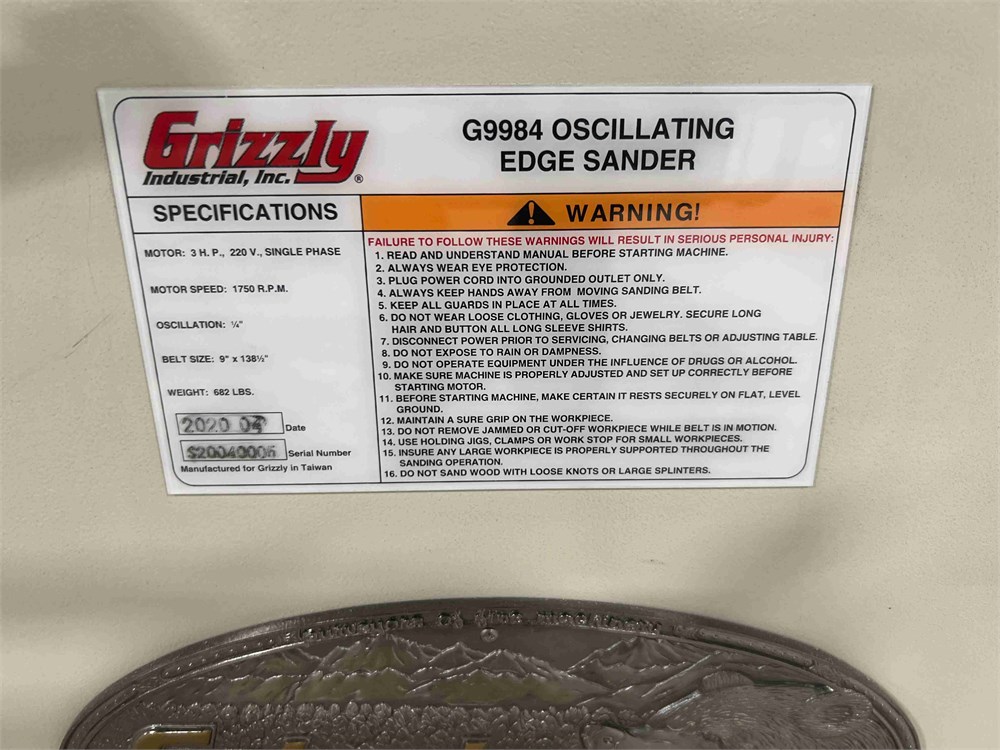 Grizzly
Industrial, Inc.®
G9984 OSCILLATING
EDGE SANDER
SPECIFICATIONS
MOTOR: 3 H. P., 220 V., SINGLE PHASE
MOTOR SPEED: 1750 R.P.M.
OSCILLATION: ¼"
BELT SIZE: 9" x 138½"
WEIGHT: 682 LBS.
2020 04 Date
Serial Number
Manufactured for Grizzly in Taiwan
WARNING!
FAILURE TO FOLLOW THESE WARNINGS WILL RESULT IN SERIOUS PERSONAL INJURY:
1. READ AND UNDERSTAND MANUAL BEFORE STARTING MACHINE.
2. ALWAYS WEAR EYE PROTECTION.
3. PLUG POWER CORD INTO GROUNDED OUTLET ONLY.
4. ALWAYS KEEP HANDS AWAY FROM MOVING SANDING BELT.
5. KEEP ALL GUARDS IN PLACE AT ALL TIMES.
6. DO NOT WEAR LOOSE CLOTHING, GLOVES OR JEWELRY. SECURE LONG
HAIR AND BUTTON ALL LONG SLEEVE SHIRTS.
7. DISCONNECT POWER PRIOR TO SERVICING, CHANGING BELTS OR ADJUSTING TABLE.
8. DO NOT EXPOSE TO RAIN OR DAMPNESS.
9. DO NOT OPERATE EQUIPMENT UNDER THE INFLUENCE OF DRUGS OR ALCOHOL.
10. MAKE SURE MACHINE IS PROPERLY ADJUSTED AND SET UP CORRECTLY BEFORE
STARTING MOTOR.
11. BEFORE STARTING MACHINE, MAKE CERTAIN IT RESTS SECURELY ON FLAT, LEVEL
GROUND.
12. MAINTAIN A SURE GRIP ON THE WORKPIECE.
13. DO NOT REMOVE JAMMED OR CUT-OFF WORKPIECE WHILE BELT IS IN MOTION.
14. USE HOLDING JIGS, CLAMPS OR WORK STOP FOR SMALL WORKPIECES.
15. INSURE ANY LARGE WORKPIECE IS PROPERLY SUPPORTED THROUGHOUT THE
SANDING OPERATION.
16. DO NOT SAND WOOD WITH LOOSE KNOTS OR LARGE SPLINTERS.